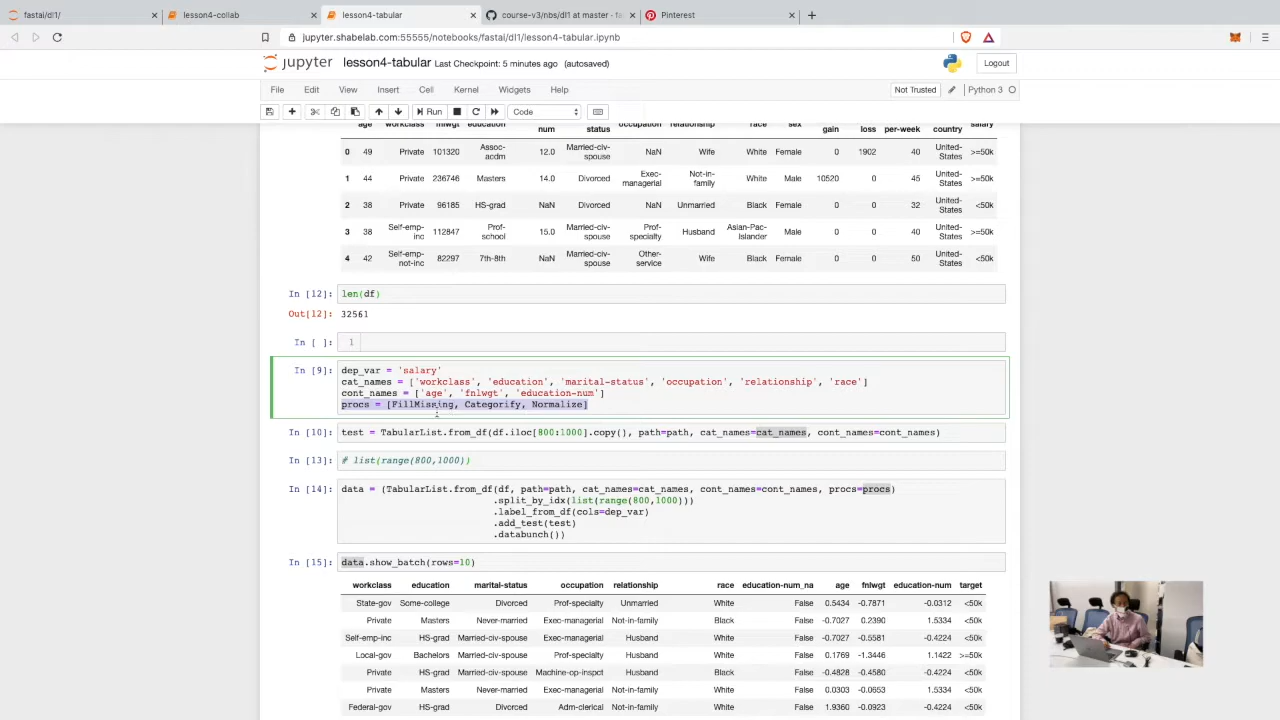 fastai/dl1/
lesson4-collab
lesson4-tabular
course-v3/nbs/dl1 at master - fa
Pinterest
jupyter.shabelab.com:55555/notebooks/fastai/dl1/lesson4-tabular.ipynb
jupyter lesson4-tabular Last Checkpoint: 5 minutes ago (autosaved)
Logout
File Edit View Insert Cell Kernel Widgets Help
Not Trusted Python 3
Run Code
age workclass fnlwgt education num status occupation relationship race sex gain loss per-week country salary
0 49 Private 101320 Assoc-acdm 12.0 Married-civ-spouse NaN Wife White Female 0 1902 40 United-States >=50k
1 44 Private 236746 Masters 14.0 Divorced Exec-managerial Not-in-family White Male 10520 0 45 United-States >=50k
2 38 Private 96185 HS-grad NaN Divorced NaN Unmarried Black Female 0 0 32 United-States <50k
3 38 Self-emp-inc 112847 Prof-school 15.0 Married-civ-spouse Prof-specialty Husband Asian-Pac-Islander Male 0 0 40 United-States >=50k
4 42 Self-emp-not-inc 82297 7th-8th NaN Married-civ-spouse Other-service Wife Black Female 0 0 50 United-States <50k
In [12]: len(df)
Out[12]: 32561
In [ ]: 1
In [9]: dep_var = 'salary'
cat_names = ['workclass', 'education', 'marital-status', 'occupation', 'relationship', 'race']
cont_names = ['age', 'fnlwgt', 'education-num']
procs = [FillMissing, Categorify, Normalize]
In [10]: test = TabularList.from_df(df.iloc[800:1000].copy(), path=path, cat_names=cat_names, cont_names=cont_names)
In [13]: # list(range(800,1000))
In [14]: data = (TabularList.from_df(df, path=path, cat_names=cat_names, cont_names=cont_names, procs=procs)
.split_by_idx(list(range(800,1000)))
.label_from_df(cols=dep_var)
.add_test(test)
.databunch())
In [15]: data.show_batch(rows=10)
workclass education marital-status occupation relationship race education-num_na age fnlwgt education-num target
State-gov Some-college Divorced Prof-specialty Unmarried White False 0.5434 -0.7871 -0.0312 <50k
Private Masters Never-married Exec-managerial Not-in-family Black False -0.7027 0.2390 1.5334 <50k
Self-emp-inc HS-grad Married-civ-spouse Exec-managerial Husband White False -0.7027 -0.5581 -0.4224 <50k
Local-gov Bachelors Married-civ-spouse Prof-specialty Husband White False 0.1769 -1.3446 1.1422 >=50k
Private HS-grad Married-civ-spouse Machine-op-inspct Husband Black False -0.4828 -0.4580 -0.4224 <50k
Private Masters Never-married Exec-managerial Not-in-family White False 0.0303 -0.0653 1.5334 <50k
Federal-gov HS-grad Divorced Adm-clerical Unmarried White False 1.9360 -0.0923 -0.4224 <50k